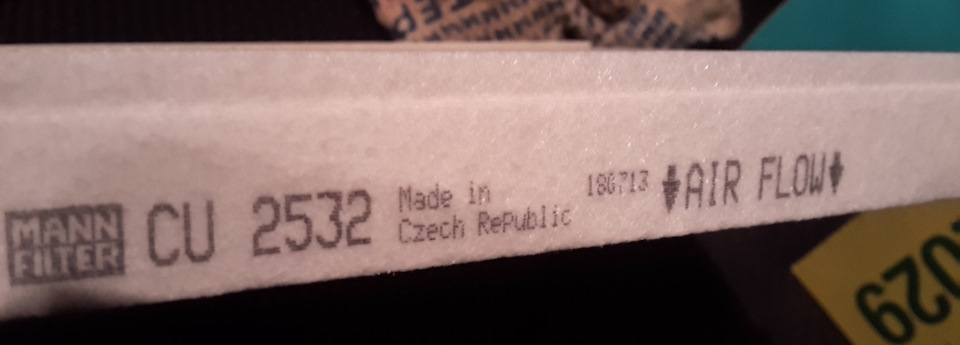 MANN
FILTER
CU 2532
Made in
Czech Republic
180713
AIR FLOW
029